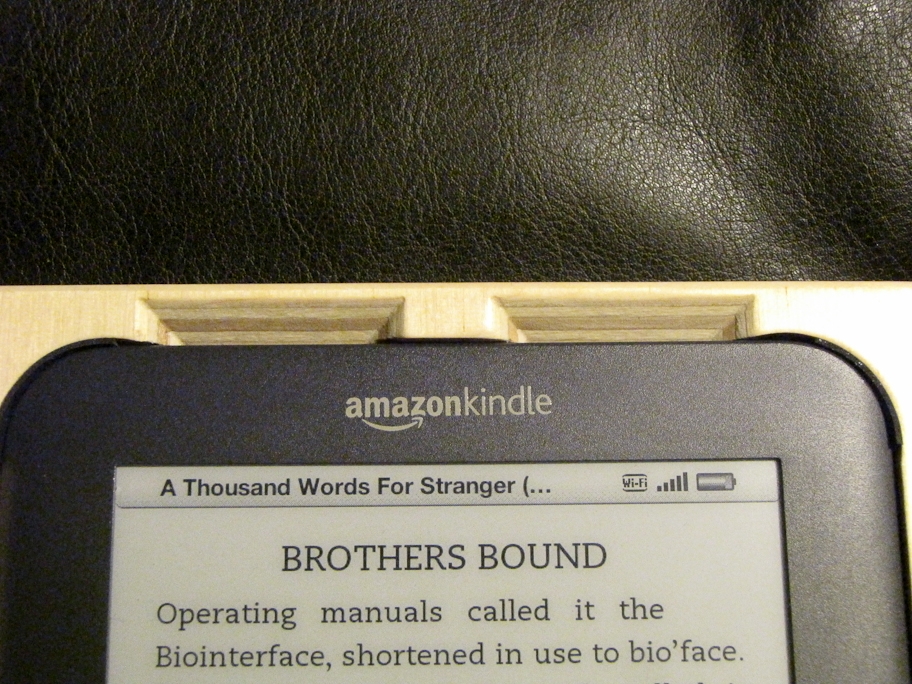 amazonkindle
A Thousand Words For Stranger (...
Wi-Fi
BROTHERS BOUND
Operating manuals called it the
Biointerface, shortened in use to bio'face.